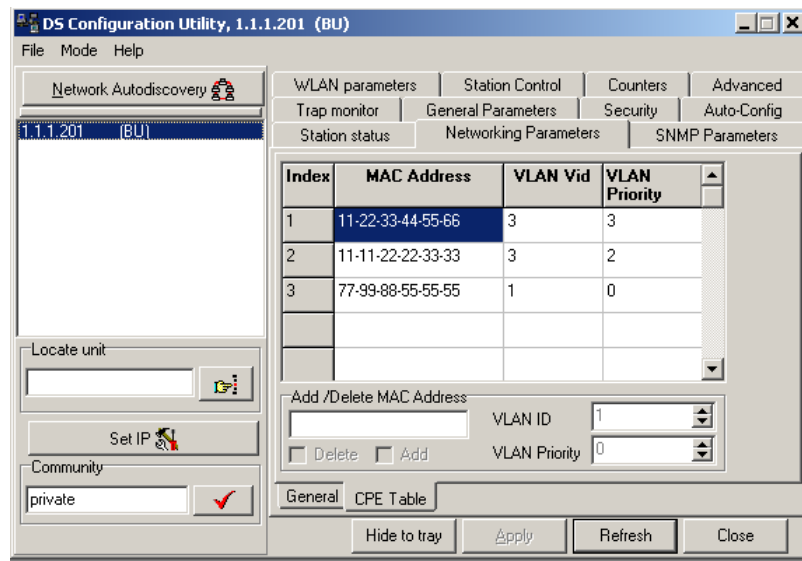 DS Configuration Utility, 1.1.1.201 (BU)
File Mode Help
Network Autodiscovery
1.1.1.201 (BU)
Locate unit
Set IP
Community
private
WLAN parameters Station Control Counters Advanced
Trap monitor General Parameters Security Auto-Config
Station status Networking Parameters SNMP Parameters
Index MAC Address VLAN Vid VLAN Priority
1 11-22-33-44-55-66 3 3
2 11-11-22-22-33-33 3 2
3 77-99-88-55-55-55 1 0
Add /Delete MAC Address
VLAN ID 1
Delete Add VLAN Priority 0
General CPE Table
Hide to tray Apply Refresh Close